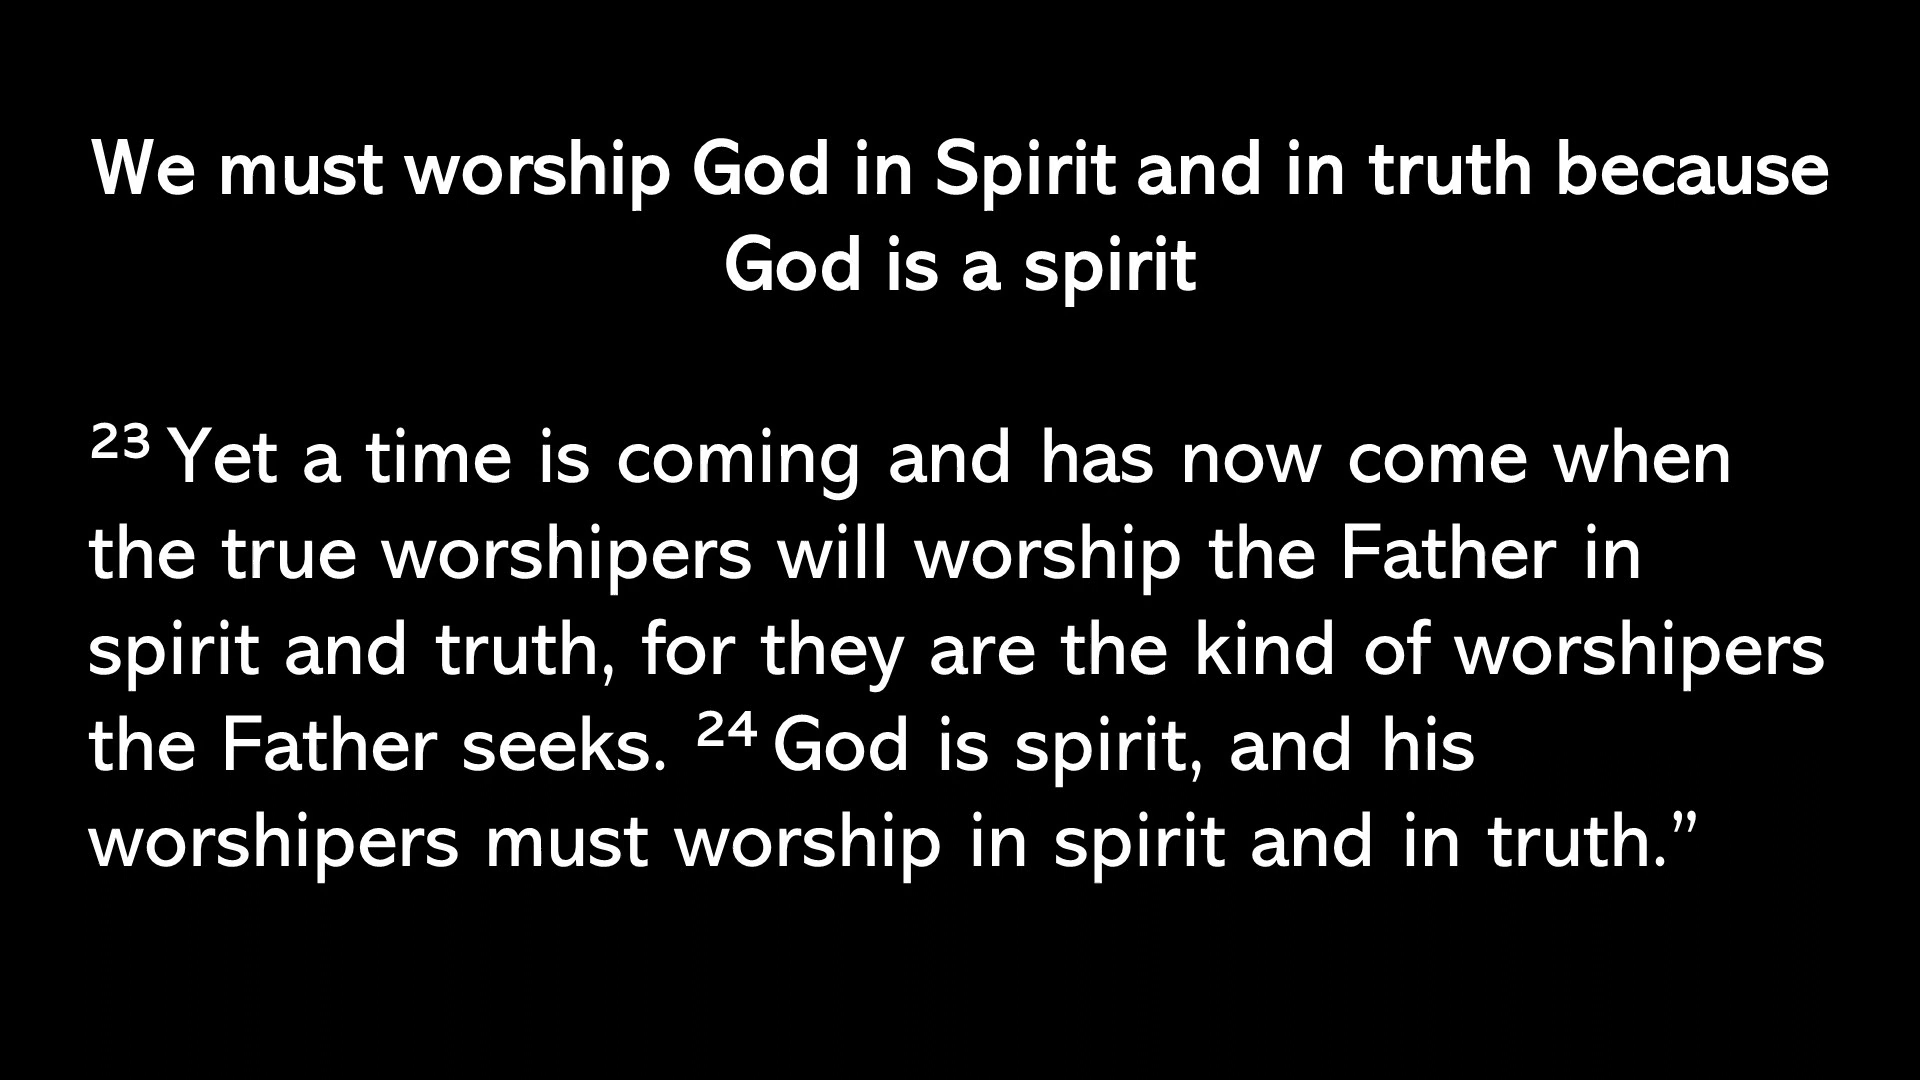 We must worship God in Spirit and in truth because
God is a spirit
²³ Yet a time is coming and has now come when
the true worshipers will worship the Father in
spirit and truth, for they are the kind of worshipers
the Father seeks. ²⁴ God is spirit, and his
worshipers must worship in spirit and in truth.”